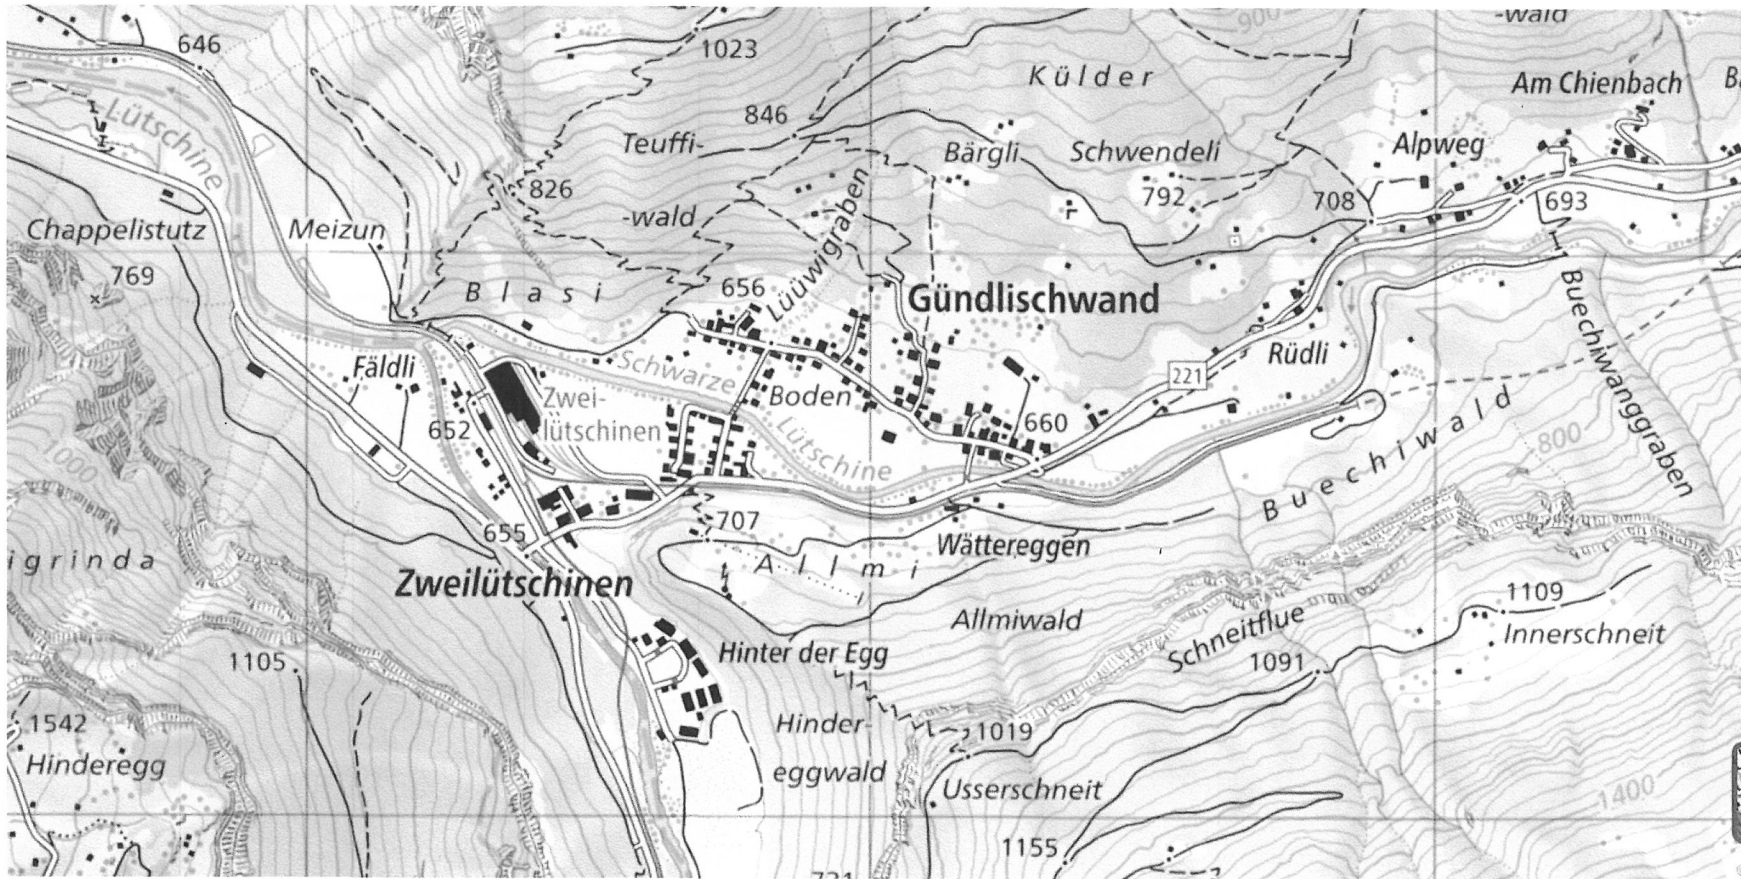 -wald
900
646
1023
Külder
Am Chienbach
Lütschine
846
Teuffi-
Bärgli
Schwendeli
Alpweg
826
792
708
693
-wald
Chappelistutz
Meizun
769
Blasi
656
Lüüwigraben
Gündlischwand
Buechiwanggraben
Fäldli
Schwarze
Lütschine
Boden
221
Rüdli
Zwei-
lütschinen
652
660
1000
800
Buechiwald
655
707
Wättereggen
igrinda
Allmi
Zweilütschinen
1109
Allmiwald
Schneitflue
Innerschneit
1105
Hinter der Egg
1091
1542
Hinder-
eggwald
1019
Hinderegg
Usserschneit
1400
1155